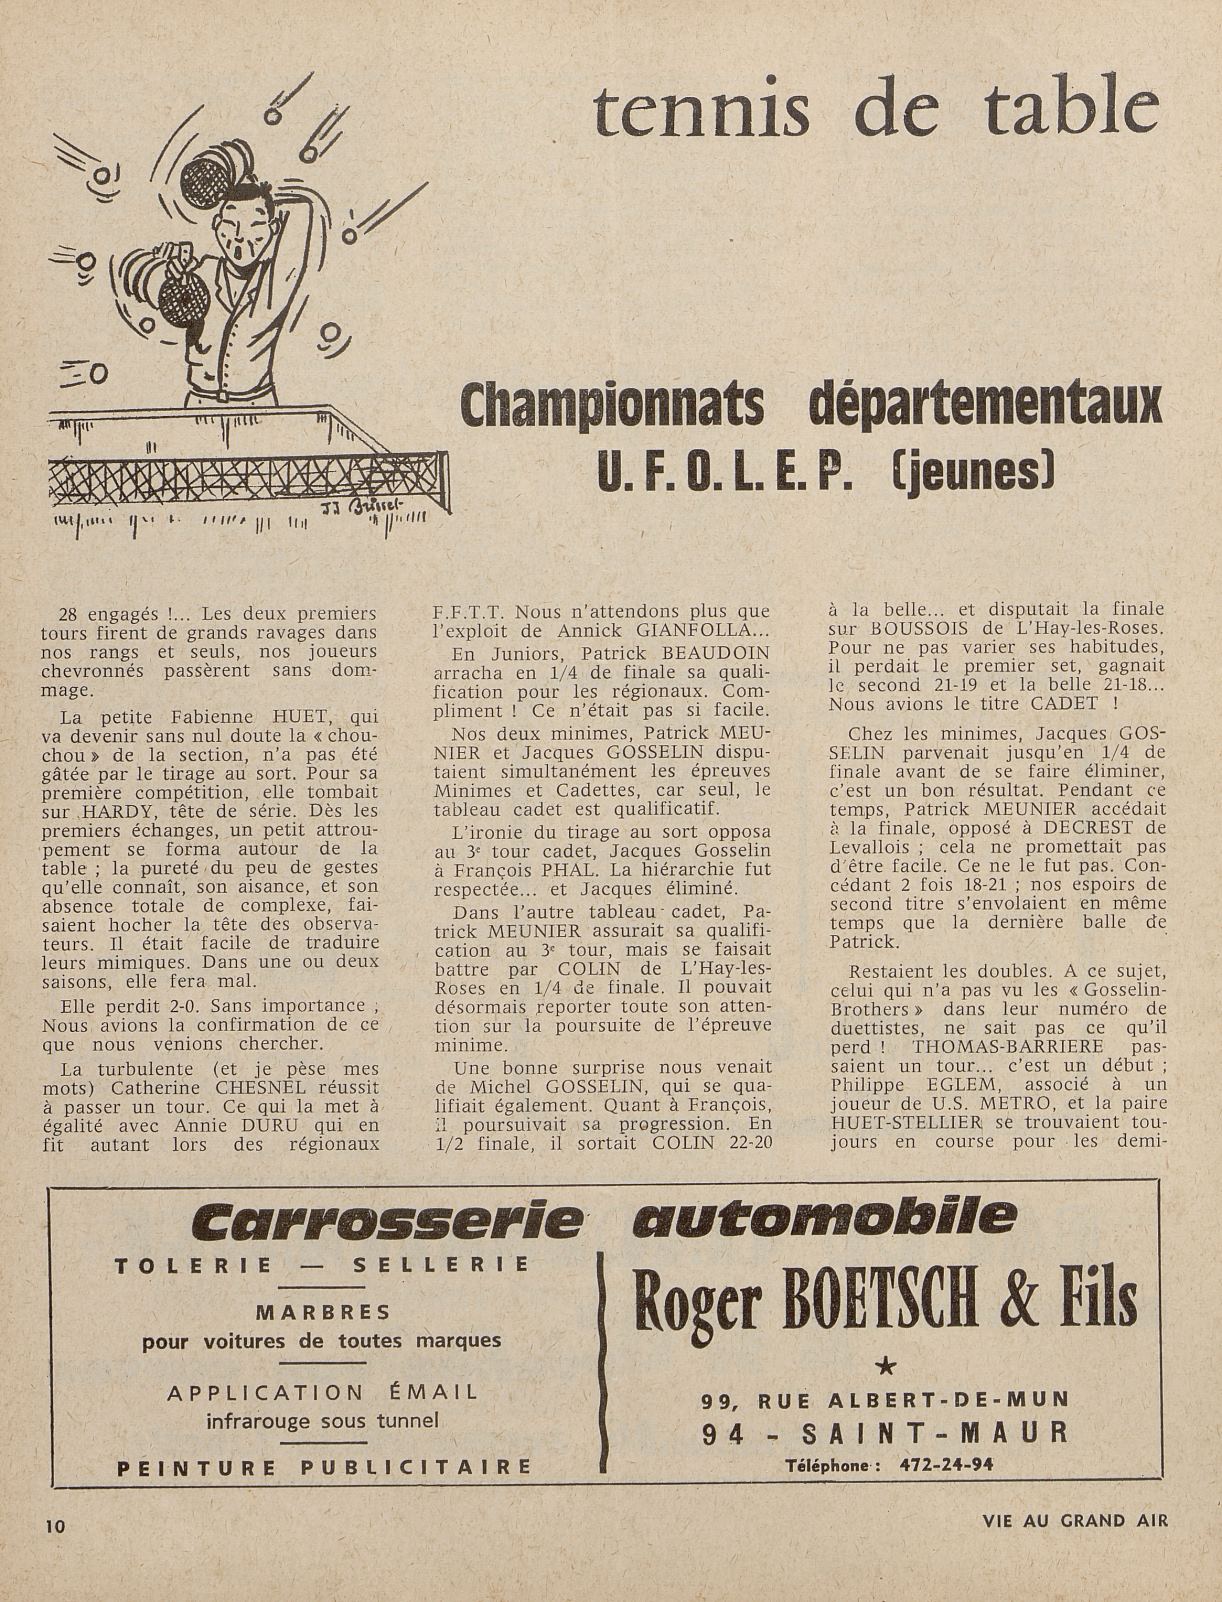 tennis de table
Championnats départementaux
U. F. O. L. E. P. (jeunes)
J J Brisset
28 engagés !... Les deux premiers
tours firent de grands ravages dans
nos rangs et seuls, nos joueurs
chevronnés passèrent sans dom-
mage.
La petite Fabienne HUET, qui
va devenir sans nul doute la « chou-
chou » de la section, n'a pas été
gâtée par le tirage au sort. Pour sa
première compétition, elle tombait
sur HARDY, tête de série. Dès les
premiers échanges, un petit attrou-
pement se forma autour de la
table ; la pureté du peu de gestes
qu'elle connaît, son aisance, et son
absence totale de complexe, fai-
saient hocher la tête des observa-
teurs. Il était facile de traduire
leurs mimiques. Dans une ou deux
saisons, elle fera mal.
Elle perdit 2-0. Sans importance ;
Nous avions la confirmation de ce
que nous venions chercher.
La turbulente (et je pèse mes
mots) Catherine CHESNEL réussit
à passer un tour. Ce qui la met à
égalité avec Annie DURU qui en
fit autant lors des régionaux
F.F.T.T. Nous n'attendons plus que
l'exploit de Annick GIANFOLLA...
En Juniors, Patrick BEAUDOIN
arracha en 1/4 de finale sa quali-
fication pour les régionaux. Com-
pliment ! Ce n'était pas si facile.
Nos deux minimes, Patrick MEU-
NIER et Jacques GOSSELIN dispu-
taient simultanément les épreuves
Minimes et Cadettes, car seul, le
tableau cadet est qualificatif.
L'ironie du tirage au sort opposa
au 3e tour cadet, Jacques Gosselin
à François PHAL. La hiérarchie fut
respectée... et Jacques éliminé.
Dans l'autre tableau cadet, Pa-
trick MEUNIER assurait sa qualifi-
cation au 3e tour, mais se faisait
battre par COLIN de L'Hay-les-
Roses en 1/4 de finale. Il pouvait
désormais reporter toute son atten-
tion sur la poursuite de l'épreuve
minime.
Une bonne surprise nous venait
de Michel GOSSELIN, qui se qua-
lifiait également. Quant à François,
il poursuivait sa progression. En
1/2 finale, il sortait COLIN 22-20
à la belle... et disputait la finale
sur BOUSSOIS de L'Hay-les-Roses.
Pour ne pas varier ses habitudes,
il perdait le premier set, gagnait
le second 21-19 et la belle 21-18...
Nous avions le titre CADET !
Chez les minimes, Jacques GOS-
SELIN parvenait jusqu'en 1/4 de
finale avant de se faire éliminer,
c'est un bon résultat. Pendant ce
temps, Patrick MEUNIER accédait
à la finale, opposé à DECREST de
Levallois ; cela ne promettait pas
d'être facile. Ce ne le fut pas. Con-
cédant 2 fois 18-21 ; nos espoirs de
second titre s'envolaient en même
temps que la dernière balle de
Patrick.
Restaient les doubles. A ce sujet,
celui qui n'a pas vu les « Gosselin-
Brothers » dans leur numéro de
duettistes, ne sait pas ce qu'il
perd ! THOMAS-BARRIERE pas-
saient un tour... c'est un début ;
Philippe EGLEM, associé à un
joueur de U.S. METRO, et la paire
HUET-STELLIER se trouvaient tou-
jours en course pour les demi-
Carrosserie automobile
TOLERIE — SELLERIE
MARBRES
pour voitures de toutes marques
APPLICATION ÉMAIL
infrarouge sous tunnel
PEINTURE PUBLICITAIRE
Roger BOETSCH & Fils
99, RUE ALBERT-DE-MUN
94 - SAINT-MAUR
Téléphone : 472-24-94
10
VIE AU GRAND AIR